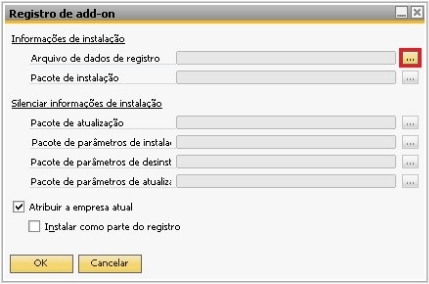 Registro de add-on
Informações de instalação
Arquivo de dados de registro
...
Pacote de instalação
...
Silenciar informações de instalação
Pacote de atualização
...
Pacote de parâmetros de instala
...
Pacote de parâmetros de desinst
...
Pacote de parâmetros de atualiza
...
Atribuir a empresa atual
Instalar como parte do registro
OK Cancelar